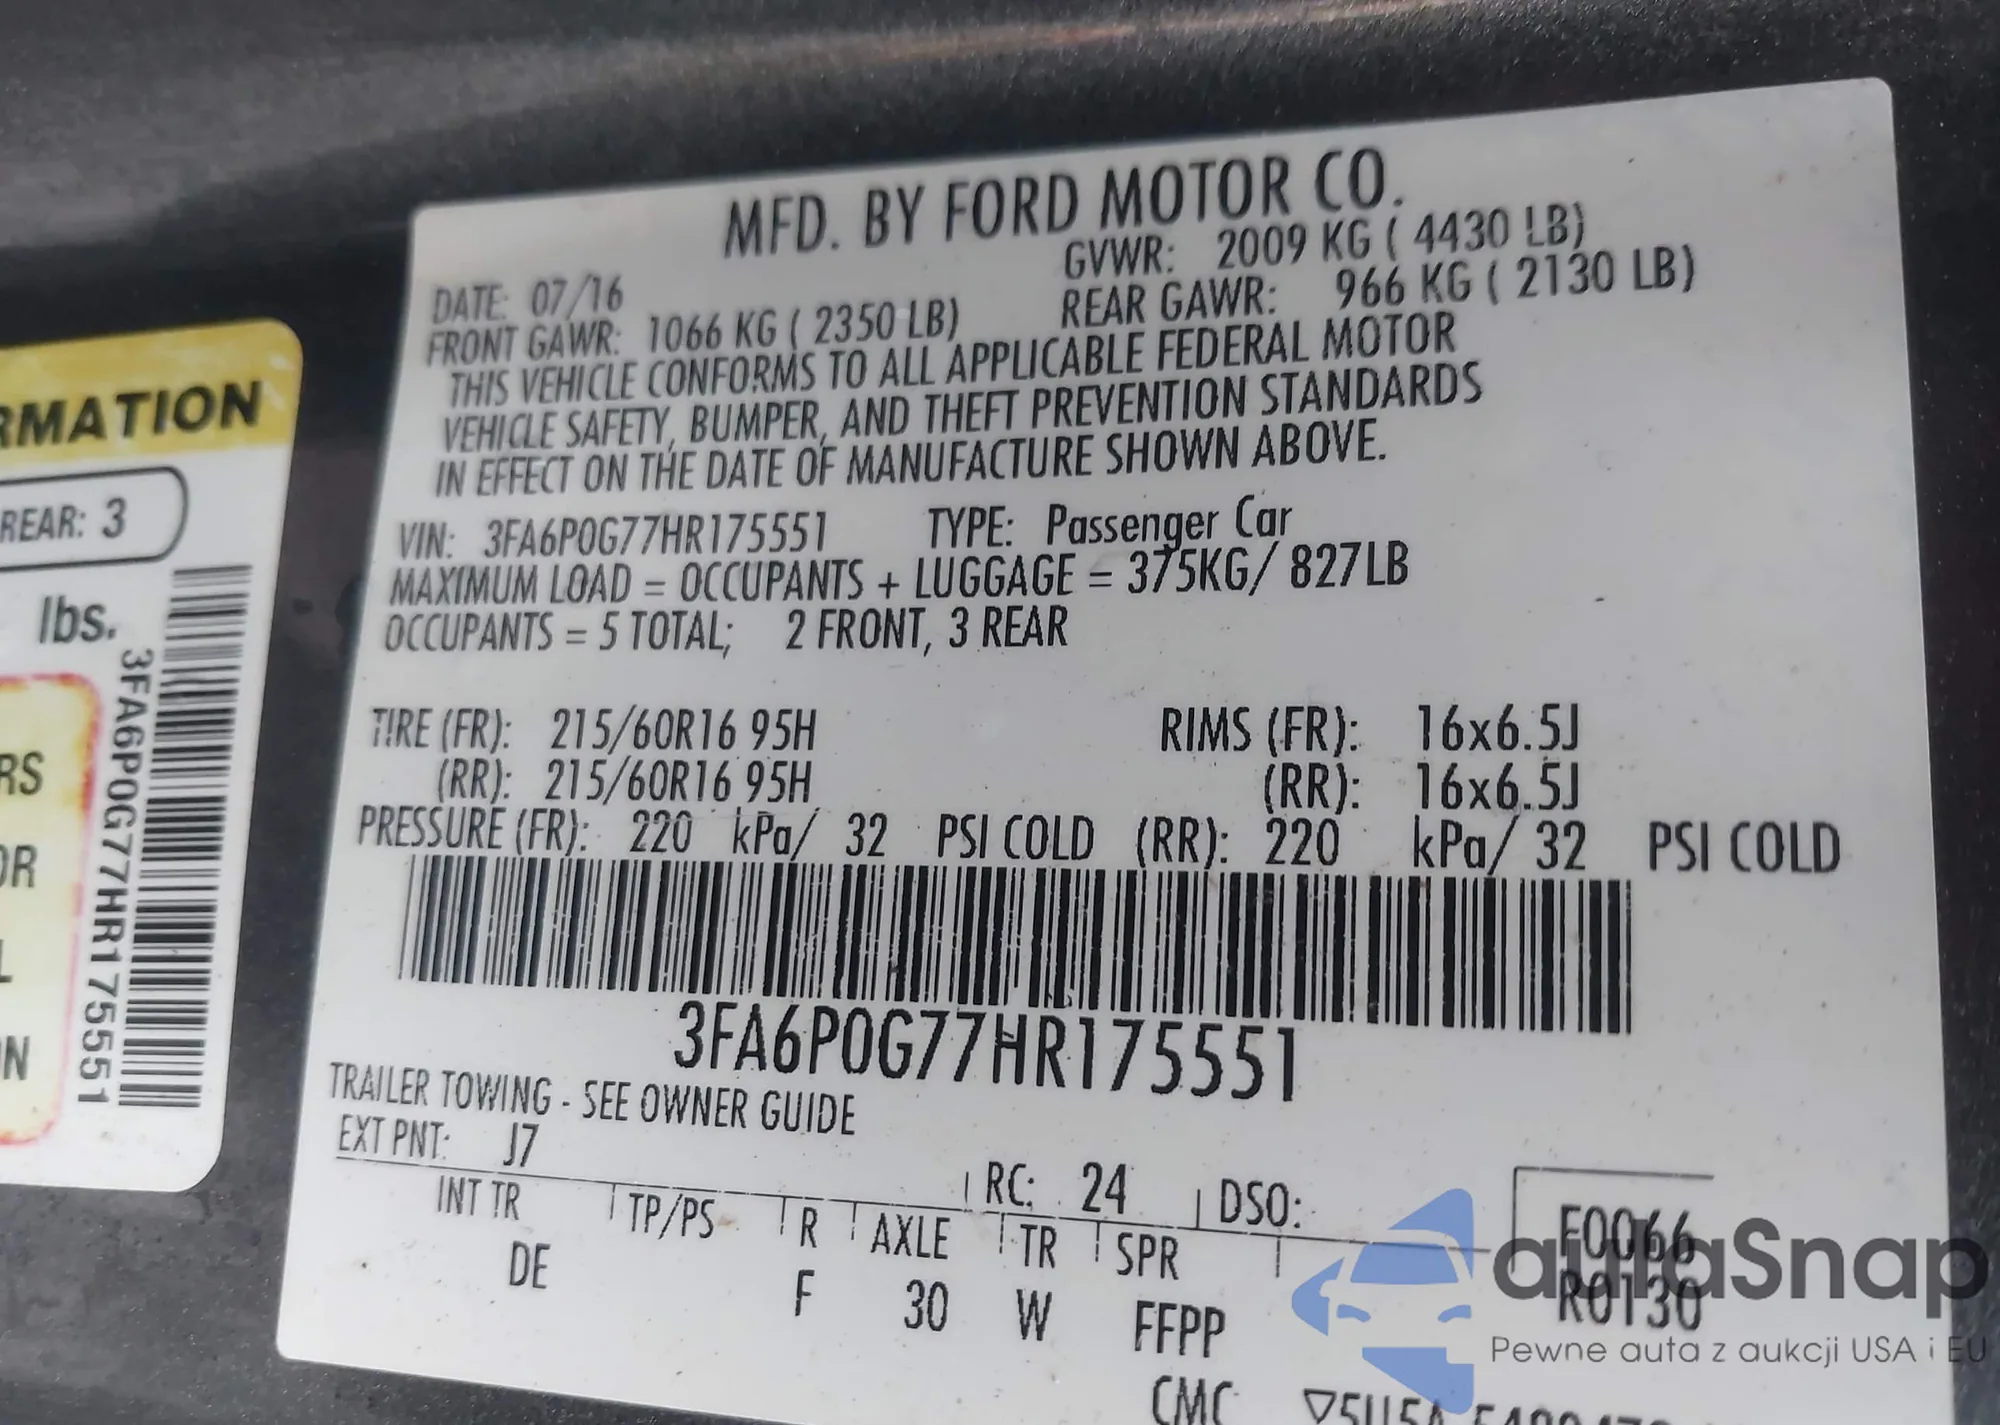 RMATION
REAR: 3
lbs.
RS
OR
L
N
3FA6P0G77HR175551
MFD. BY FORD MOTOR CO.
DATE: 07/16
GVWR: 2009 KG ( 4430 LB)
FRONT GAWR: 1066 KG ( 2350 LB)
REAR GAWR: 966 KG ( 2130 LB)
THIS VEHICLE CONFORMS TO ALL APPLICABLE FEDERAL MOTOR
VEHICLE SAFETY, BUMPER, AND THEFT PREVENTION STANDARDS
IN EFFECT ON THE DATE OF MANUFACTURE SHOWN ABOVE.
VIN: 3FA6P0G77HR175551 TYPE: Passenger Car
MAXIMUM LOAD = OCCUPANTS + LUGGAGE = 375KG/ 827LB
OCCUPANTS = 5 TOTAL; 2 FRONT, 3 REAR
TIRE (FR): 215/60R16 95H RIMS (FR): 16x6.5J
(RR): 215/60R16 95H (RR): 16x6.5J
PRESSURE (FR): 220 kPa/ 32 PSI COLD (RR): 220 kPa/ 32 PSI COLD
3FA6P0G77HR175551
TRAILER TOWING - SEE OWNER GUIDE
EXT PNT: J7 RC: 24 DSO:
INT TR TP/PS R AXLE TR SPR
DE F 30 W FFPP
F0066
R0130
CMC
autaSnap
Pewne auta z aukcji USA i EU